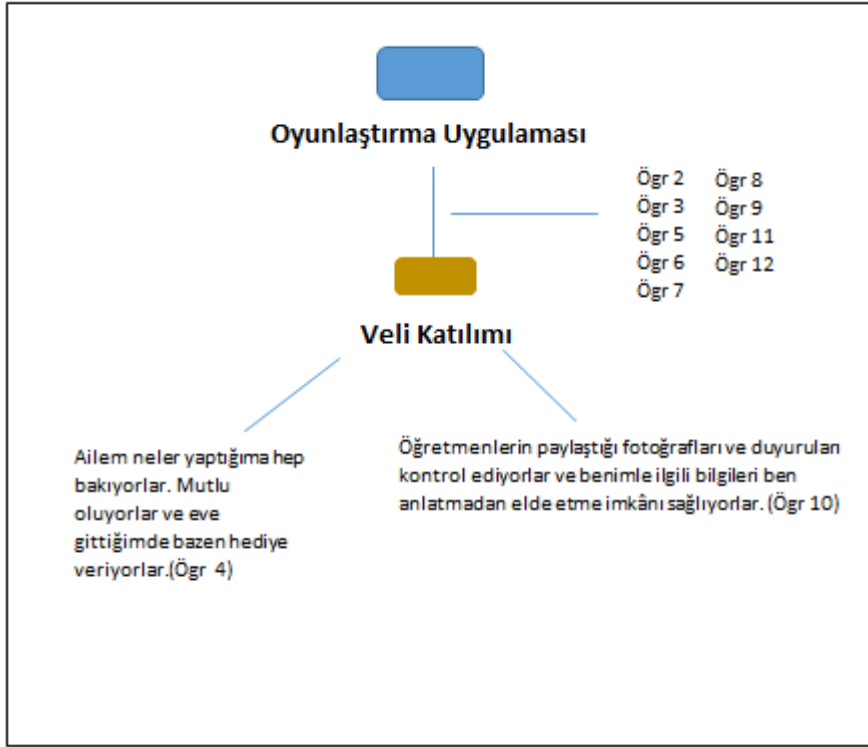 Oyunlaştırma Uygulaması
Ögr 2 Ögr 8
Ögr 3 Ögr 9
Ögr 5 Ögr 11
Ögr 6 Ögr 12
Ögr 7
Veli Katılımı
Ailem neler yaptığıma hep
bakıyorlar. Mutlu
oluyorlar ve eve
gittiğimde bazen hediye
veriyorlar.(Ögr 4)
Öğretmenlerin paylaştığı fotoğrafları ve duyurulan
kontrol ediyorlar ve benimle ilgili bilgileri ben
anlatmadan elde etme imkânı sağlıyorlar. (Ögr 10)